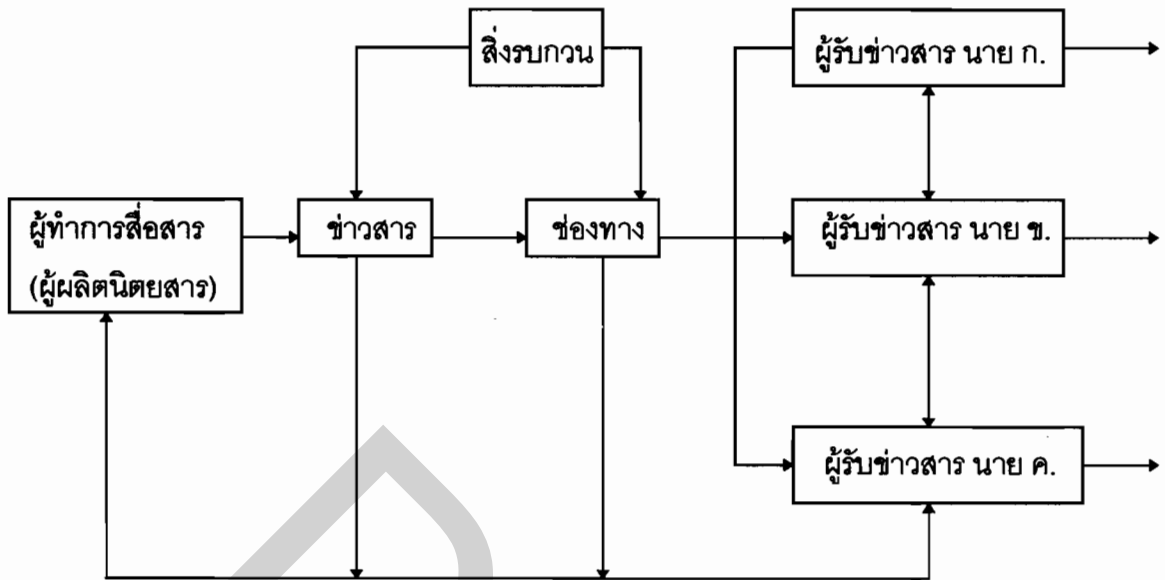 สิ่งรบกวน
ผู้รับข่าวสาร นาย ก.
ผู้ทำการสื่อสาร
(ผู้ผลิตนิตยสาร)
ข่าวสาร
ช่องทาง
ผู้รับข่าวสาร นาย ข.
ผู้รับข่าวสาร นาย ค.